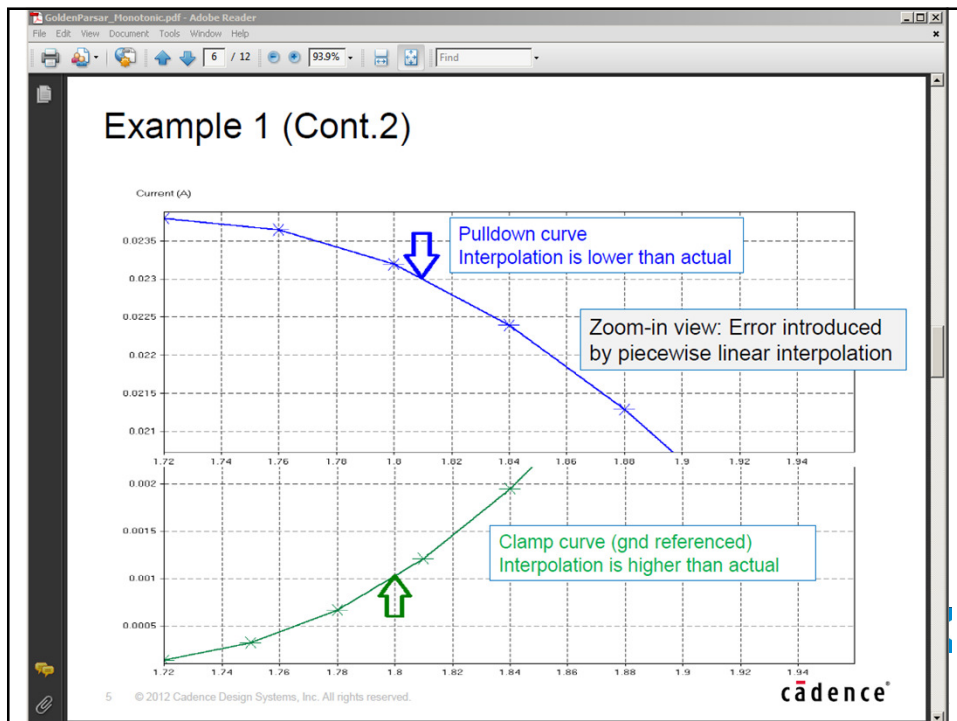 GoldenParsar_Monotonic.pdf - Adobe Reader
File Edit View Document Tools Window Help
6 / 12 93.9% Find
Example 1 (Cont.2)
Current (A)
Pulldown curve
Interpolation is lower than actual
Zoom-in view: Error introduced
by piecewise linear interpolation
0.0235
0.023
0.0225
0.022
0.0215
0.021
1.72 1.74 1.76 1.78 1.8 1.82 1.84 1.86 1.88 1.9 1.92 1.94
0.002
0.0015
0.001
0.0005
Clamp curve (gnd referenced)
Interpolation is higher than actual
1.72 1.74 1.76 1.78 1.8 1.82 1.84 1.86 1.88 1.9 1.92 1.94
5 © 2012 Cadence Design Systems, Inc. All rights reserved.
cādence®